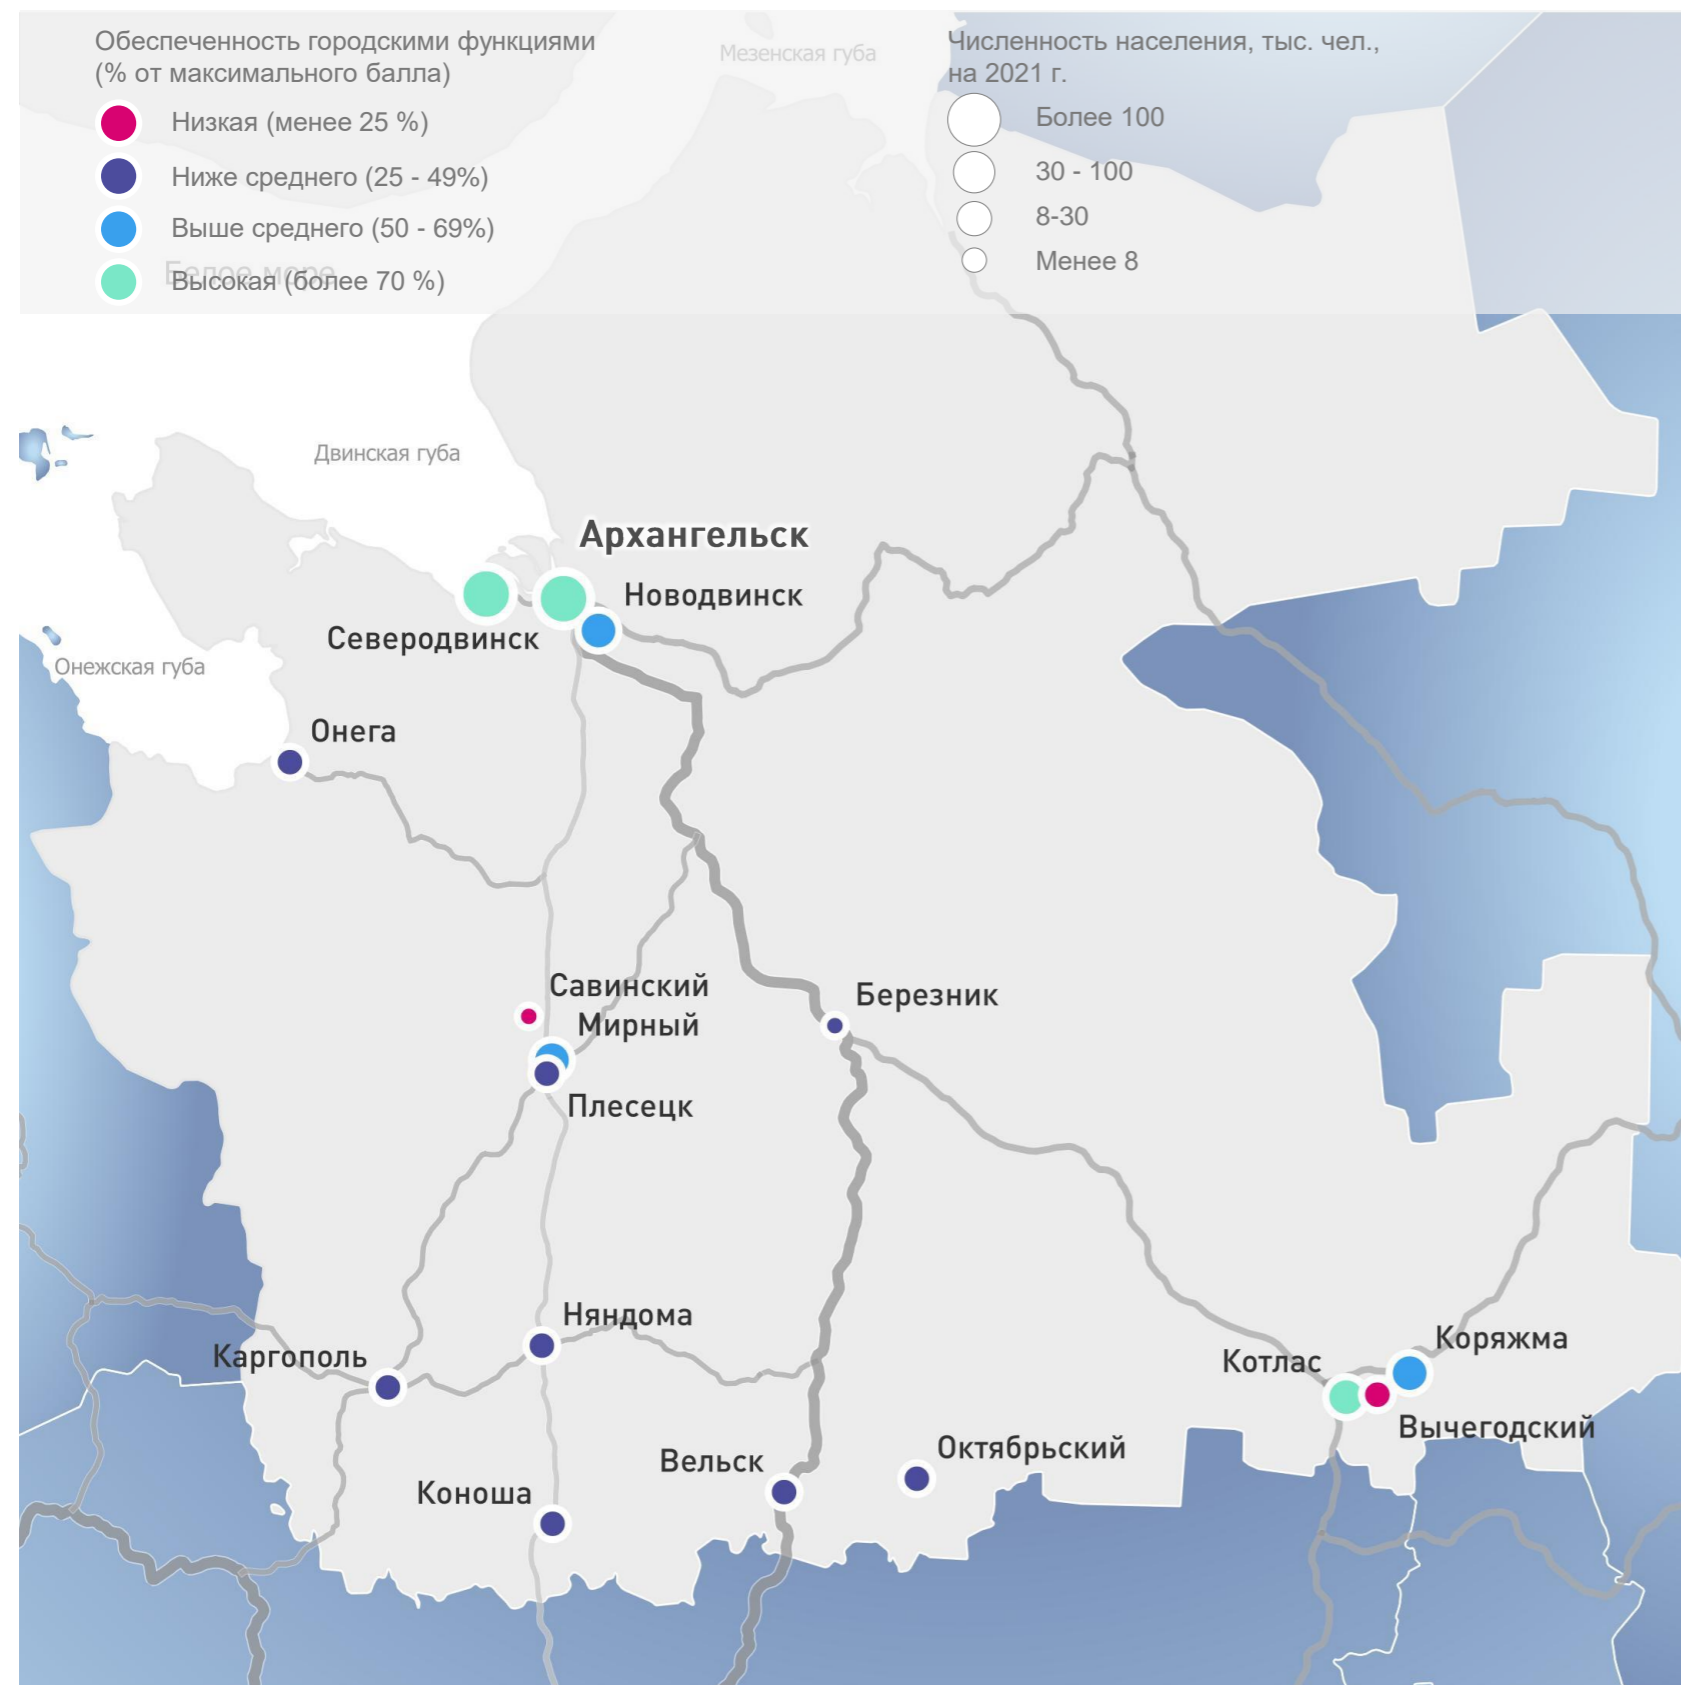 Обеспеченность городскими функциями
(% от максимального балла)
Низкая (менее 25 %)
Ниже среднего (25 - 49%)
Выше среднего (50 - 69%)
Высокая (более 70 %)
Белое море
Мезенская губа
Численность населения, тыс. чел.,
на 2021 г.
Более 100
30 - 100
8-30
Менее 8
Двинская губа
Архангельск
Новодвинск
Северодвинск
Онежская губа
Онега
Савинский
Мирный
Березник
Плесецк
Няндома
Каргополь
Коряжма
Котлас
Вычегодский
Октябрьский
Вельск
Коноша